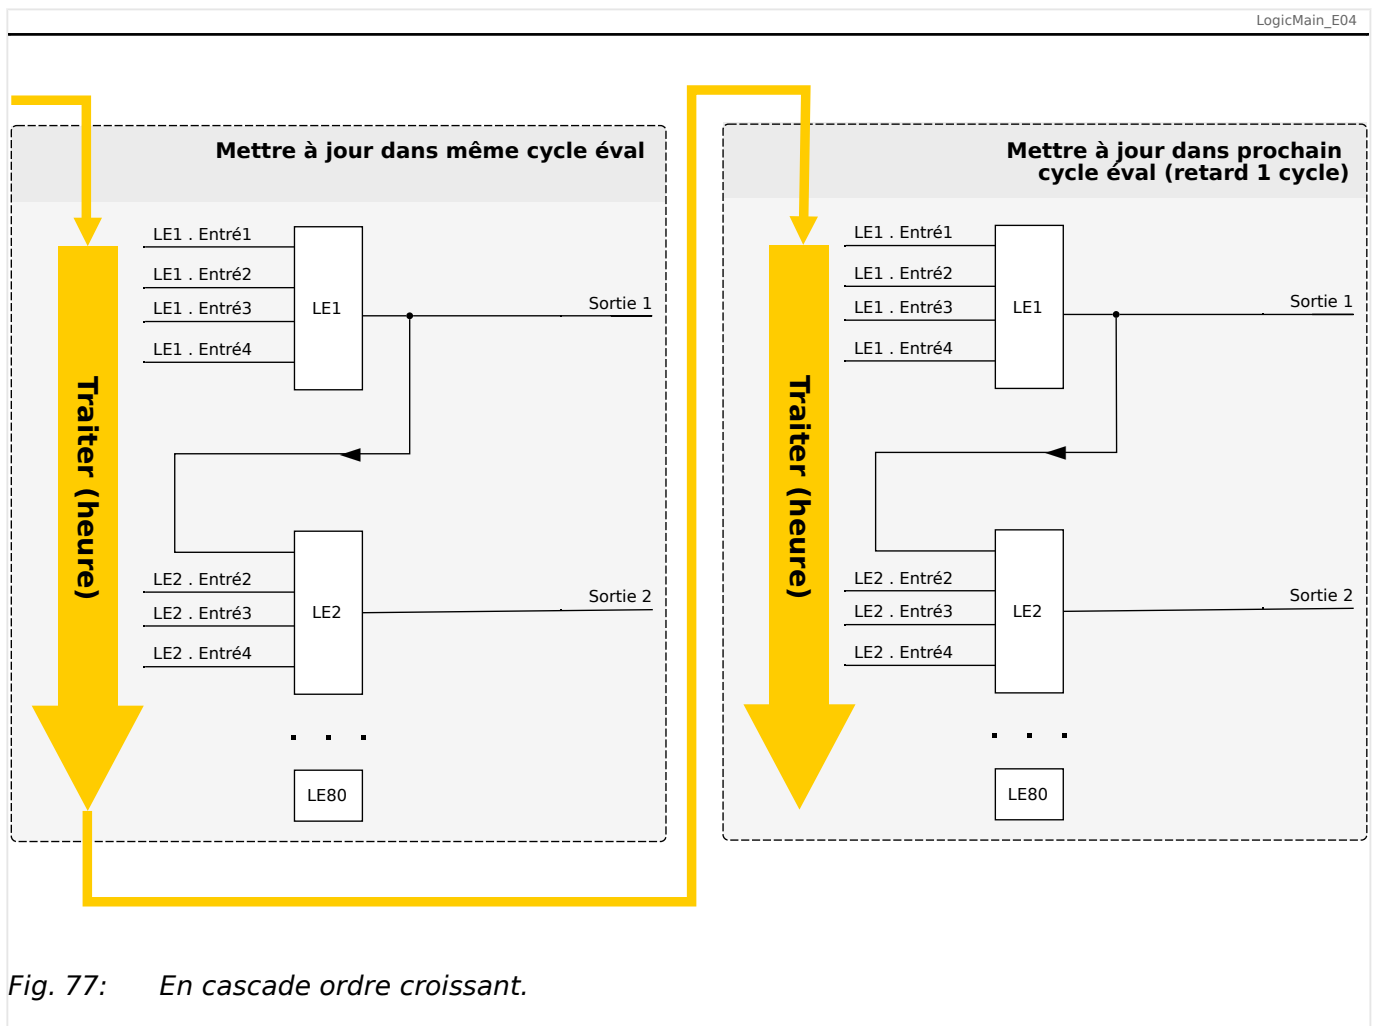 LogicMain_E04
Mettre à jour dans même cycle éval
LE1 . Entré1
LE1 . Entré2
LE1 . Entré3
LE1 . Entré4
LE1
Sortie 1
Traiter (heure)
LE2 . Entré2
LE2 . Entré3
LE2 . Entré4
LE2
Sortie 2
. . .
LE80
Mettre à jour dans prochain
cycle éval (retard 1 cycle)
LE1 . Entré1
LE1 . Entré2
LE1 . Entré3
LE1 . Entré4
LE1
Sortie 1
Traiter (heure)
LE2 . Entré2
LE2 . Entré3
LE2 . Entré4
LE2
Sortie 2
. . .
LE80
Fig. 77: En cascade ordre croissant.